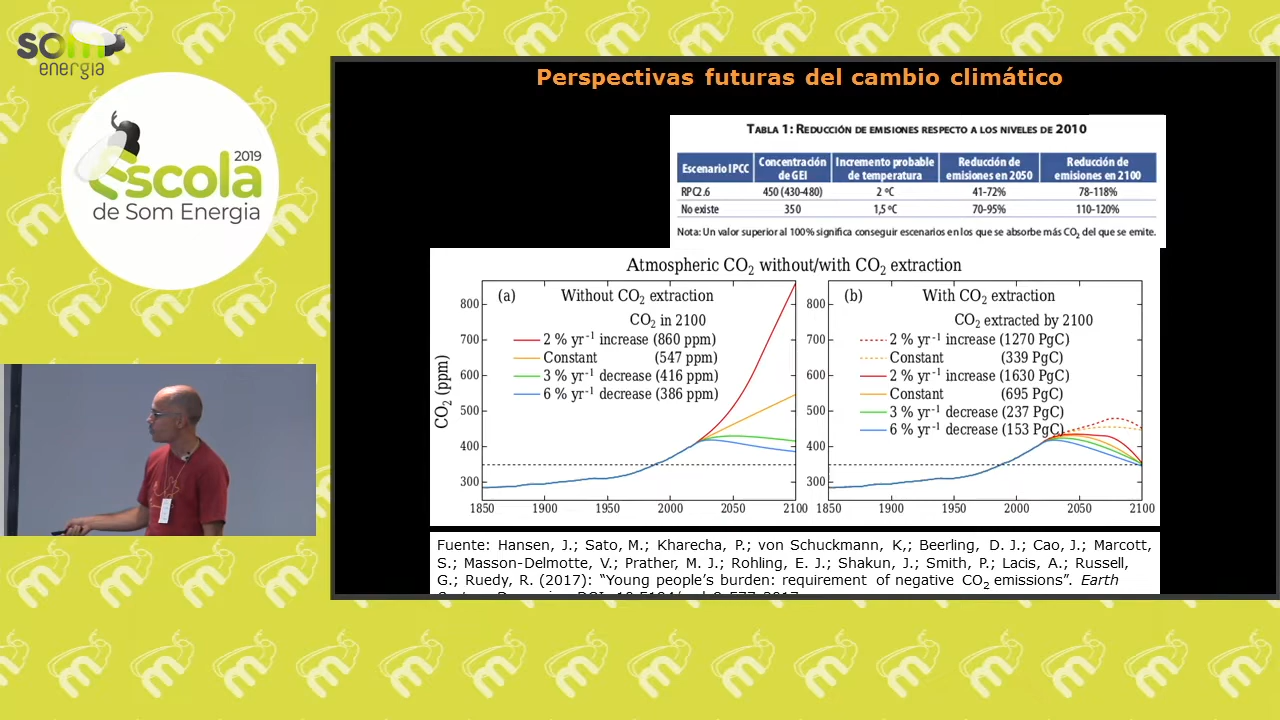 som
energia
2019
escola
de Som Energia
Perspectivas futuras del cambio climático
TABLA 1: REDUCCIÓN DE EMISIONES RESPECTO A LOS NIVELES DE 2010
Escenario IPCC Concentración de GEI Incremento probable de temperatura Reducción de emisiones en 2050 Reducción de emisiones en 2100
RPC2.6 450 (430-480) 2 ºC 41-72% 78-118%
No existe 350 1,5 ºC 70-95% 110-120%
Nota: Un valor superior al 100% significa conseguir escenarios en los que se absorbe más CO2 del que se emite.
Atmospheric CO2 without/with CO2 extraction
CO2 (ppm)
(a) Without CO2 extraction
CO2 in 2100
2 % yr-1 increase (860 ppm)
Constant (547 ppm)
3 % yr-1 decrease (416 ppm)
6 % yr-1 decrease (386 ppm)
800
700
600
500
400
300
1850 1900 1950 2000 2050 2100
(b) With CO2 extraction
CO2 extracted by 2100
2 % yr-1 increase (1270 PgC)
Constant (339 PgC)
2 % yr-1 increase (1630 PgC)
Constant (695 PgC)
3 % yr-1 decrease (237 PgC)
6 % yr-1 decrease (153 PgC)
800
700
600
500
400
300
1850 1900 1950 2000 2050 2100
Fuente: Hansen, J.; Sato, M.; Kharecha, P.; von Schuckmann, K,; Beerling, D. J.; Cao, J.; Marcott,
S.; Masson-Delmotte, V.; Prather, M. J.; Rohling, E. J.; Shakun, J.; Smith, P.; Lacis, A.; Russell,
G.; Ruedy, R. (2017): “Young people’s burden: requirement of negative CO2 emissions”. Earth